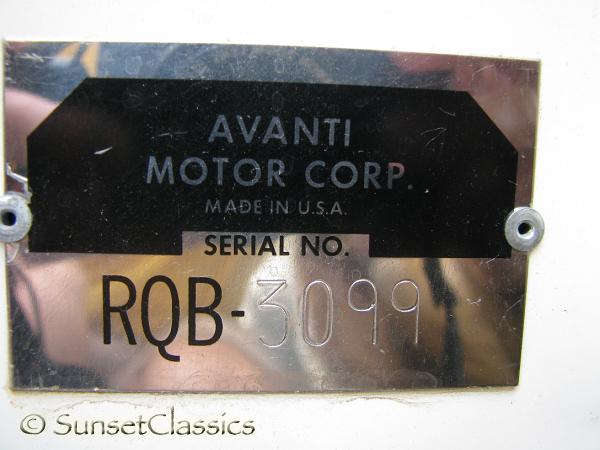 AVANTI
MOTOR CORP.
MADE IN U.S.A.
SERIAL NO.
RQB-3099
© SunsetClassics